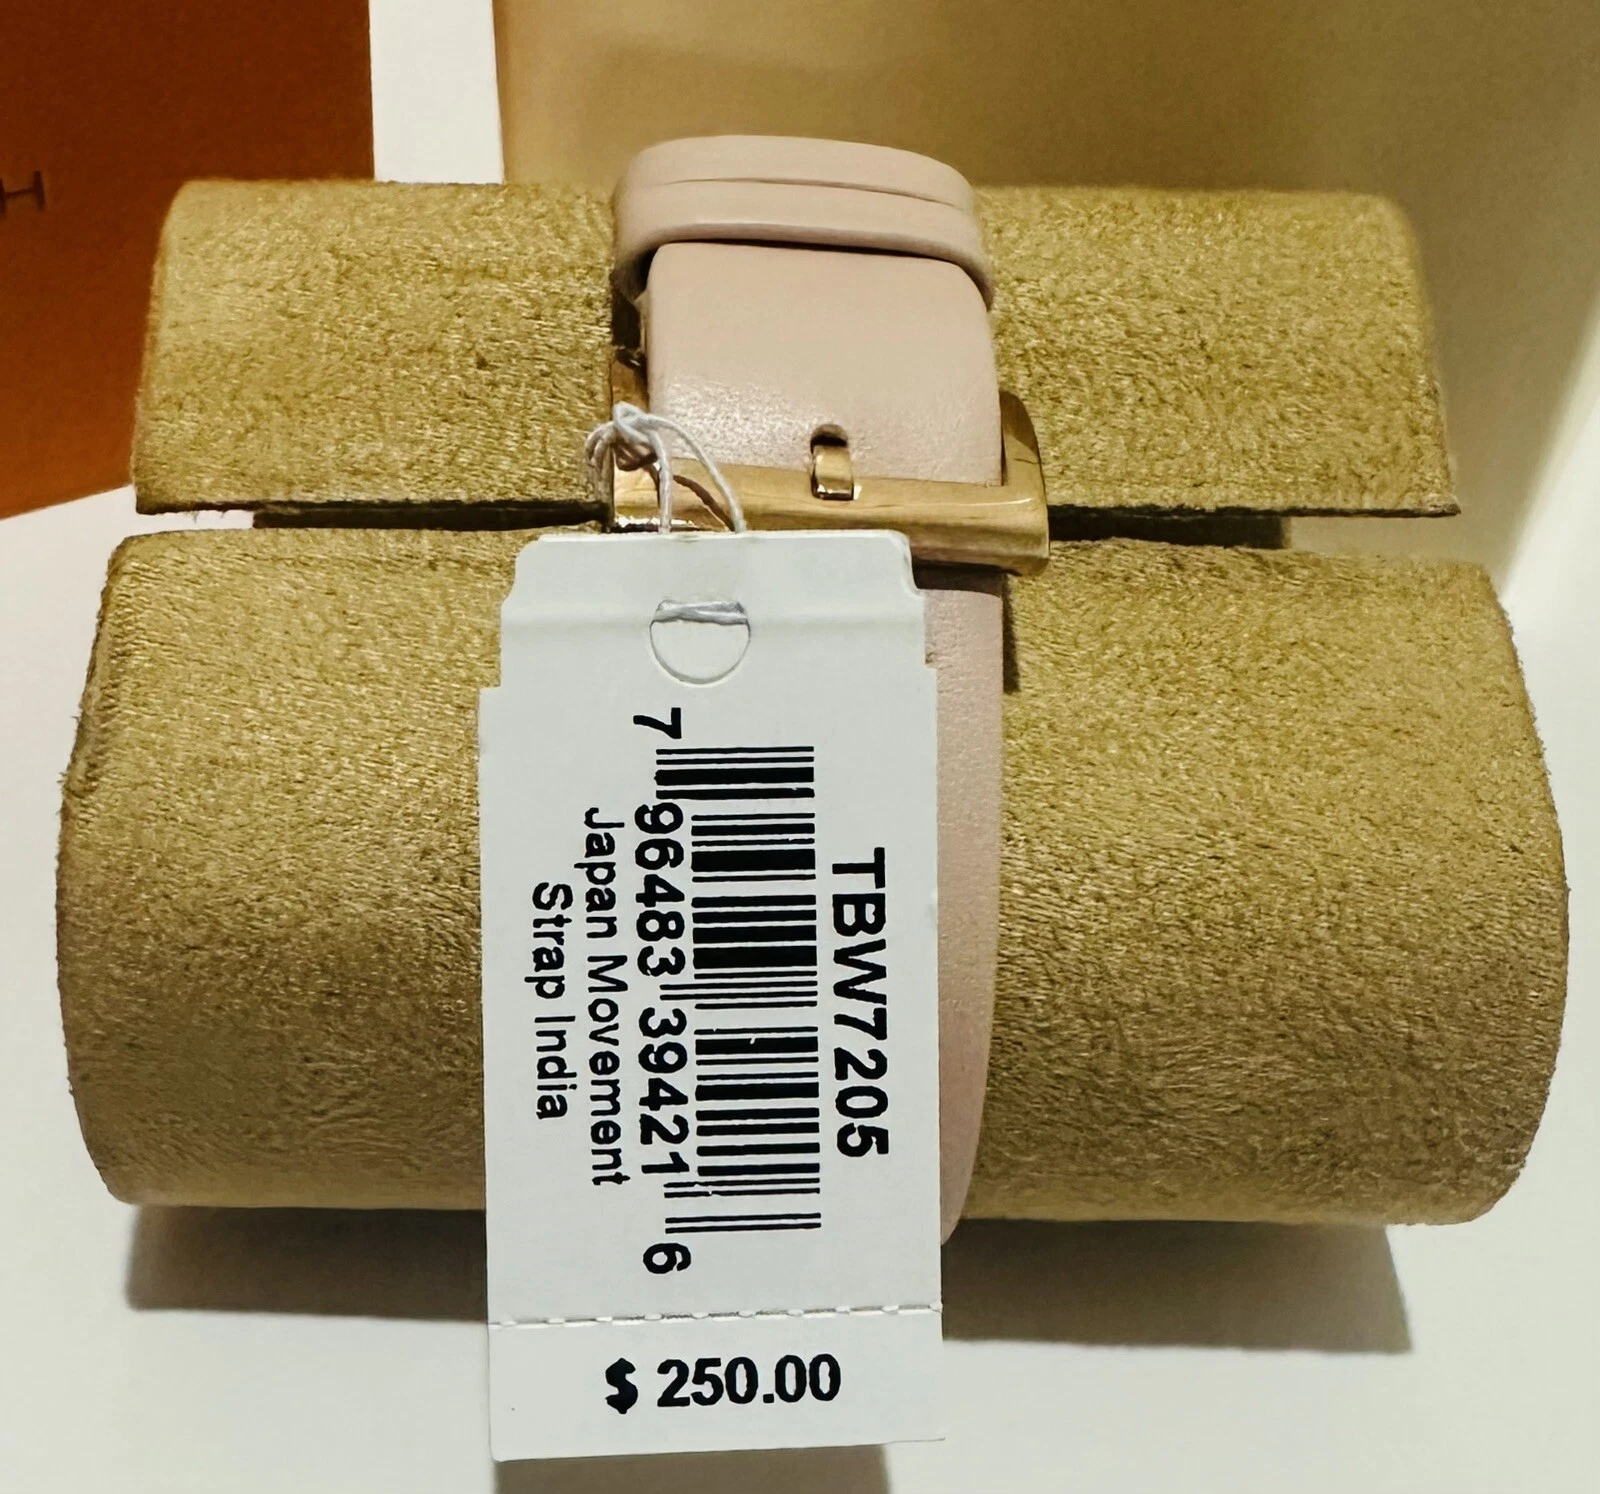 TBW7205
7 96483 39421 6
Japan Movement
Strap India
$ 250.00
H